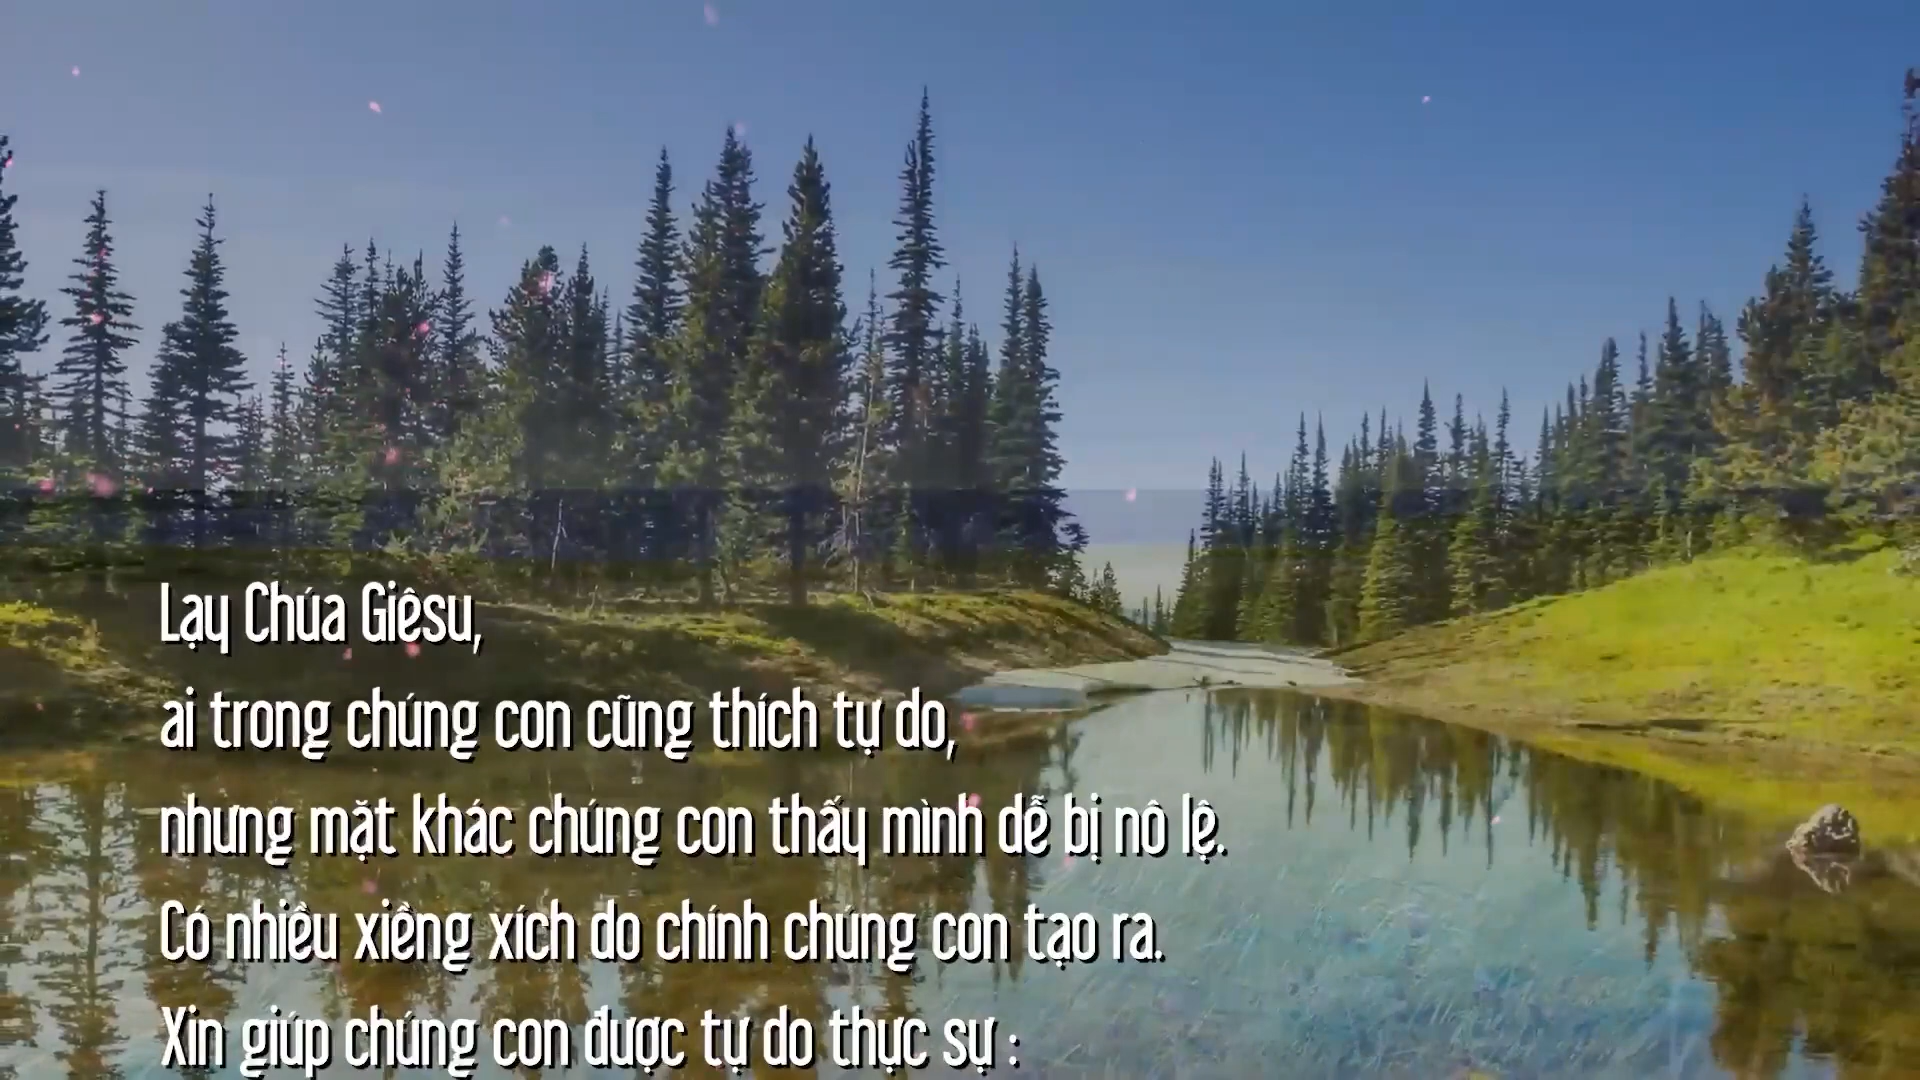 Lạy Chúa Giêsu,
ai trong chúng con cũng thích tự do,
nhưng mặt khác chúng con thấy mình dễ bị nô lệ.
Có nhiều xiềng xích do chính chúng con tạo ra.
Xin giúp chúng con được tự do thực sự :